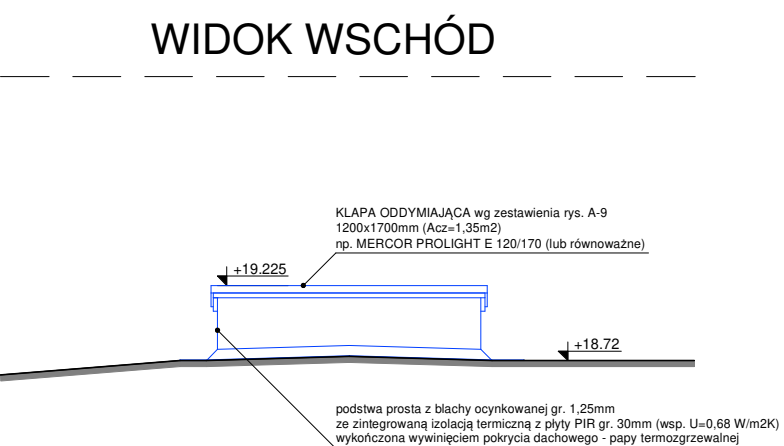 WIDOK WSCHÓD
KLAPA ODDYMIAJĄCA wg zestawienia rys. A-9
1200x1700mm (Acz=1,35m2)
np. MERCOR PROLIGHT E 120/170 (lub równoważne)
+19.225
+18.72
podstwa prosta z blachy ocynkowanej gr. 1,25mm
ze zintegrowaną izolacją termiczną z płyty PIR gr. 30mm (wsp. U=0,68 W/m2K)
wykończona wywinięciem pokrycia dachowego - papy termozgrzewalnej